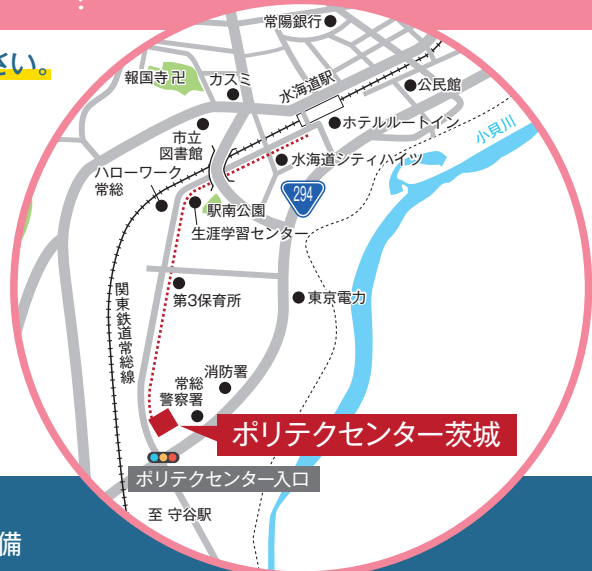 さい。
常陽銀行
報国寺卍
カスミ
水海道駅
公民館
ホテルルートイン
市立
図書館
水海道シティハイツ
小見川
ハローワーク
常総
294
駅南公園
生涯学習センター
関東鉄道常総線
第3保育所
東京電力
消防署
常総
警察署
ポリテクセンター茨城
ポリテクセンター入口
至 守谷駅
備